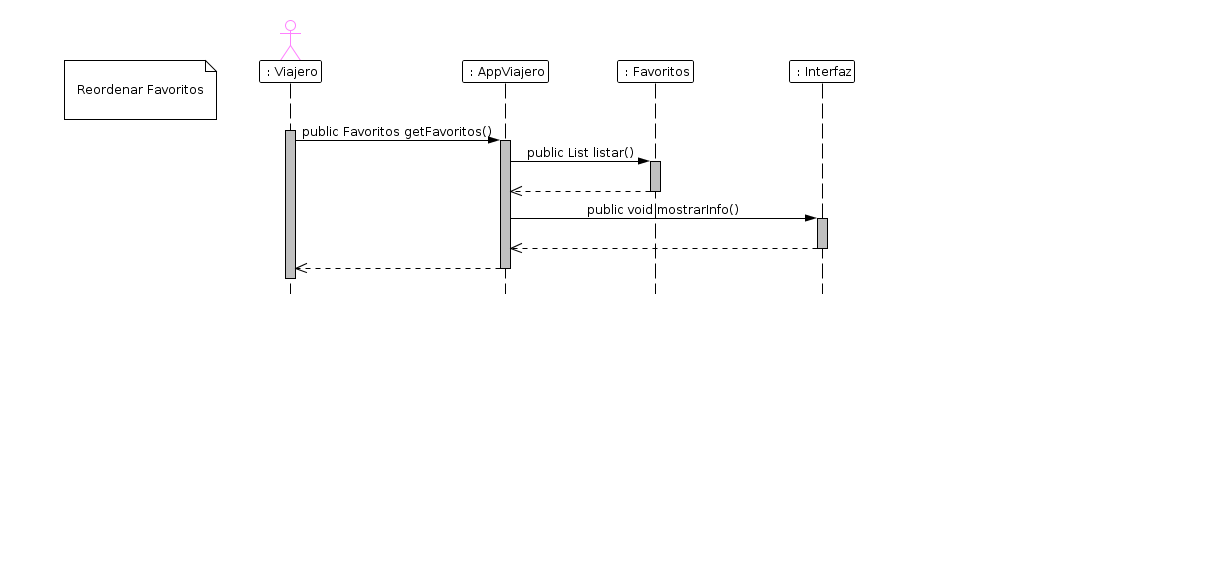 Reordenar Favoritos
: Viajero
: AppViajero
: Favoritos
: Interfaz
public Favoritos getFavoritos()
public List listar()
public void mostrarInfo()